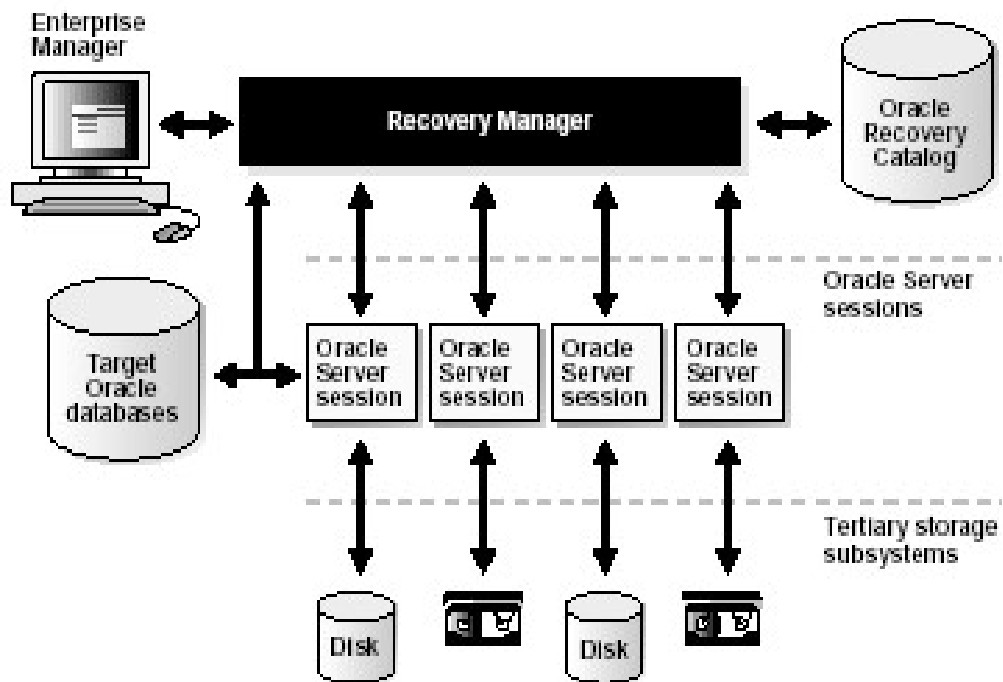 Enterprise
Manager
Recovery Manager
Oracle
Recovery
Catalog
Oracle Server
sessions
Target
Oracle
databases
Oracle
Server
session
Oracle
Server
session
Oracle
Server
session
Oracle
Server
session
Tertiary storage
subsystems
Disk
Disk